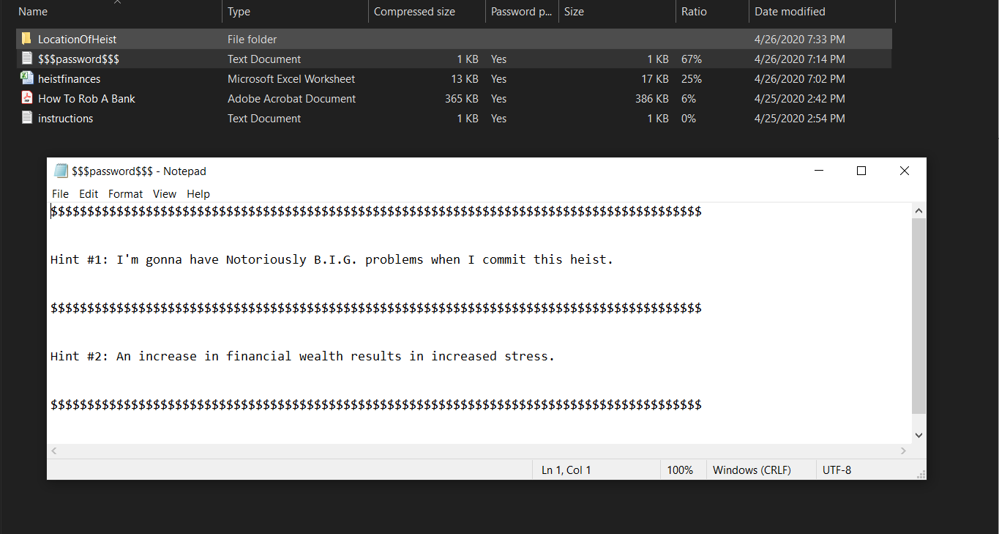 Name Type Compressed size Password p... Size Ratio Date modified
LocationOfHeist File folder 4/26/2020 7:33 PM
$$$password$$$ Text Document 1 KB Yes 1 KB 67% 4/26/2020 7:14 PM
heistfinances Microsoft Excel Worksheet 13 KB Yes 17 KB 25% 4/26/2020 7:02 PM
How To Rob A Bank Adobe Acrobat Document 365 KB Yes 386 KB 6% 4/25/2020 2:42 PM
instructions Text Document 1 KB Yes 1 KB 0% 4/25/2020 2:54 PM
$$$password$$$ - Notepad
File Edit Format View Help
$$$$$$$$$$$$$$$$$$$$$$$$$$$$$$$$$$$$$$$$$$$$$$$$$$$$$$$$$$$$$$$$$$$$$$$$$$$$$$$$$$$$$$$$$
Hint #1: I'm gonna have Notoriously B.I.G. problems when I commit this heist.
$$$$$$$$$$$$$$$$$$$$$$$$$$$$$$$$$$$$$$$$$$$$$$$$$$$$$$$$$$$$$$$$$$$$$$$$$$$$$$$$$$$$$$$$$
Hint #2: An increase in financial wealth results in increased stress.
$$$$$$$$$$$$$$$$$$$$$$$$$$$$$$$$$$$$$$$$$$$$$$$$$$$$$$$$$$$$$$$$$$$$$$$$$$$$$$$$$$$$$$$$$
Ln 1, Col 1 100% Windows (CRLF) UTF-8